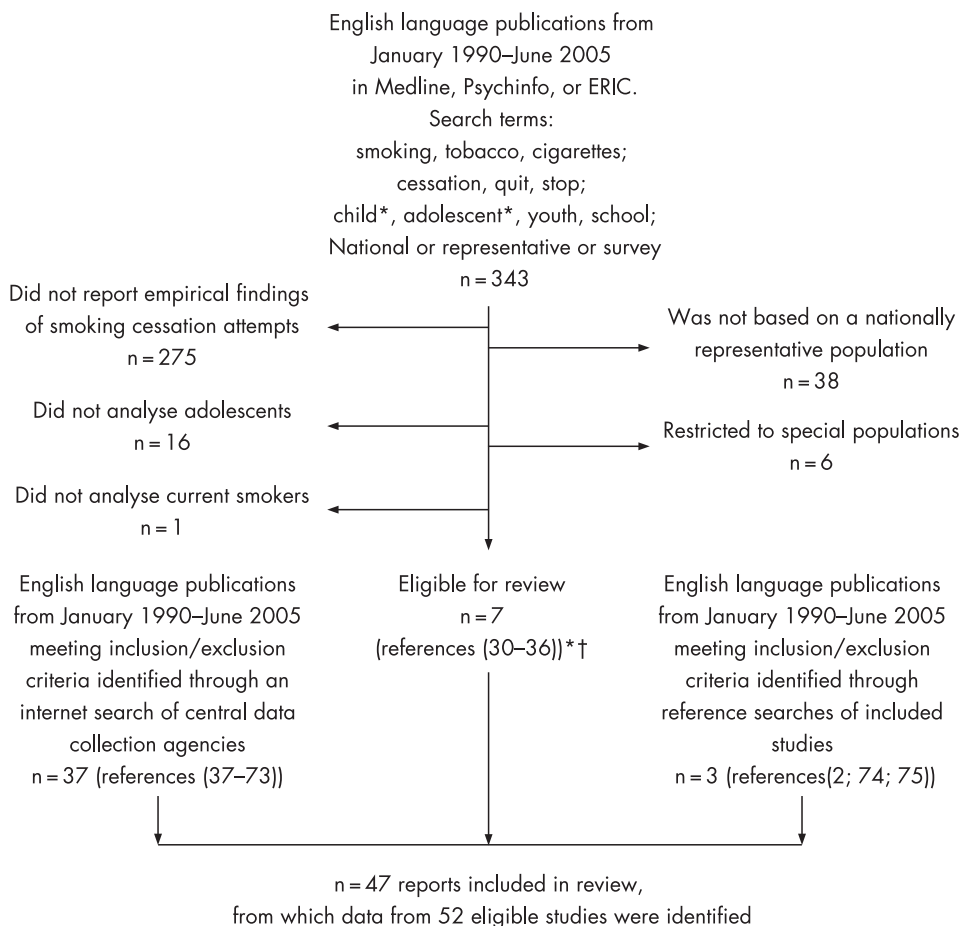 English language publications from
January 1990–June 2005
in Medline, Psychinfo, or ERIC.
Search terms:
smoking, tobacco, cigarettes;
cessation, quit, stop;
child*, adolescent*, youth, school;
National or representative or survey
n = 343
Did not report empirical findings
of smoking cessation attempts
n = 275
Was not based on a nationally
representative population
n = 38
Did not analyse adolescents
n = 16
Restricted to special populations
n = 6
Did not analyse current smokers
n = 1
English language publications
from January 1990–June 2005
meeting inclusion/exclusion
criteria identified through an
internet search of central data
collection agencies
n = 37 (references (37–73))
Eligible for review
n = 7
(references (30–36))*†
English language publications
from January 1990–June 2005
meeting inclusion/exclusion
criteria identified through
reference searches of included
studies
n = 3 (references(2; 74; 75))
n = 47 reports included in review,
from which data from 52 eligible studies were identified